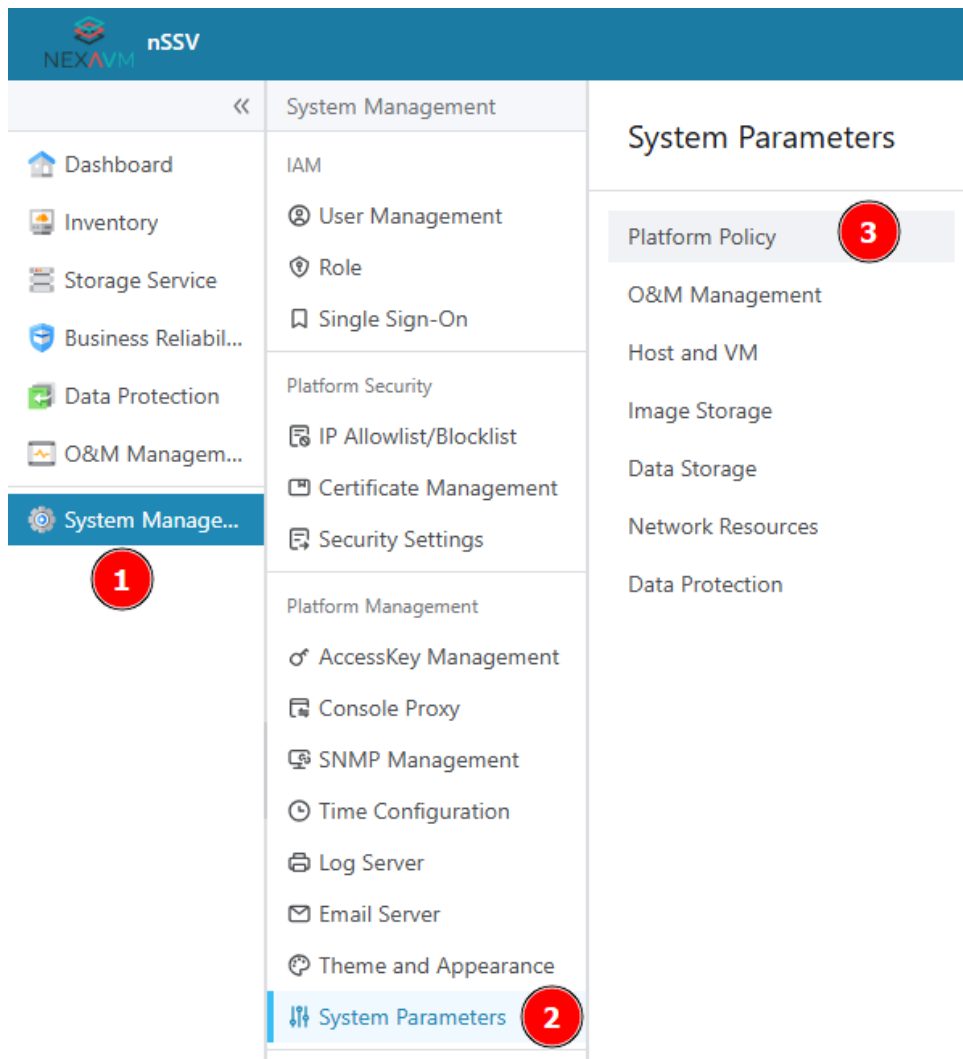 NEXAVM
nSSV
Dashboard
Inventory
Storage Service
Business Reliabil...
Data Protection
O&M Managem...
System Manage...
1
System Management
IAM
User Management
Role
Single Sign-On
Platform Security
IP Allowlist/Blocklist
Certificate Management
Security Settings
Platform Management
AccessKey Management
Console Proxy
SNMP Management
Time Configuration
Log Server
Email Server
Theme and Appearance
System Parameters 2
System Parameters
Platform Policy 3
O&M Management
Host and VM
Image Storage
Data Storage
Network Resources
Data Protection